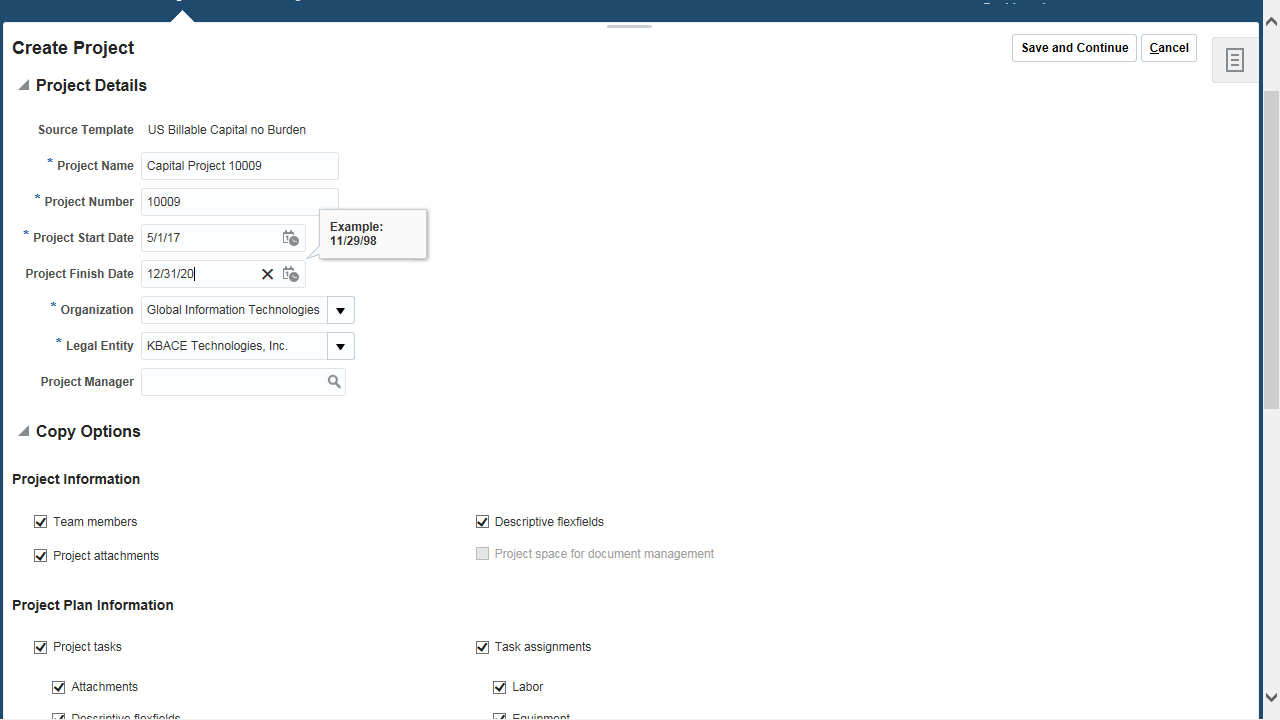 Create Project
Save and Continue
Cancel
Project Details
Source Template US Billable Capital no Burden
* Project Name Capital Project 10009
* Project Number 10009
Example:
11/29/98
* Project Start Date 5/1/17
Project Finish Date 12/31/20
* Organization Global Information Technologies
* Legal Entity KBACE Technologies, Inc.
Project Manager
Copy Options
Project Information
Team members
Descriptive flexfields
Project attachments
Project space for document management
Project Plan Information
Project tasks
Task assignments
Attachments
Labor
Descriptive flexfields
Equipment